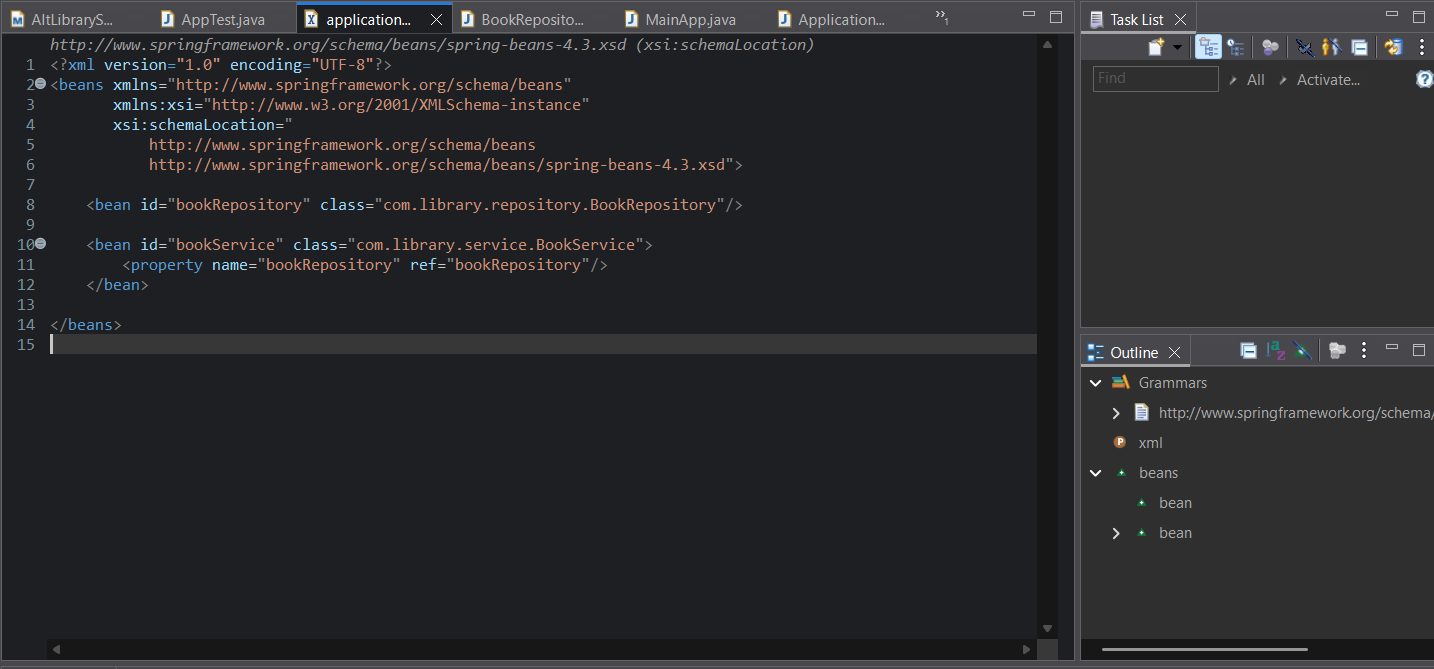 AltLibraryS...
AppTest.java
application...
BookReposito...
MainApp.java
Application...
»1
http://www.springframework.org/schema/beans/spring-beans-4.3.xsd (xsi:schemaLocation)
1 <?xml version="1.0" encoding="UTF-8"?>
2 <beans xmlns="http://www.springframework.org/schema/beans"
3        xmlns:xsi="http://www.w3.org/2001/XMLSchema-instance"
4        xsi:schemaLocation="
5            http://www.springframework.org/schema/beans
6            http://www.springframework.org/schema/beans/spring-beans-4.3.xsd">
7
8     <bean id="bookRepository" class="com.library.repository.BookRepository"/>
9
10     <bean id="bookService" class="com.library.service.BookService">
11         <property name="bookRepository" ref="bookRepository"/>
12     </bean>
13
14 </beans>
15
Task List
Find
All
Activate...
Outline
Grammars
http://www.springframework.org/schema/
xml
beans
bean
bean